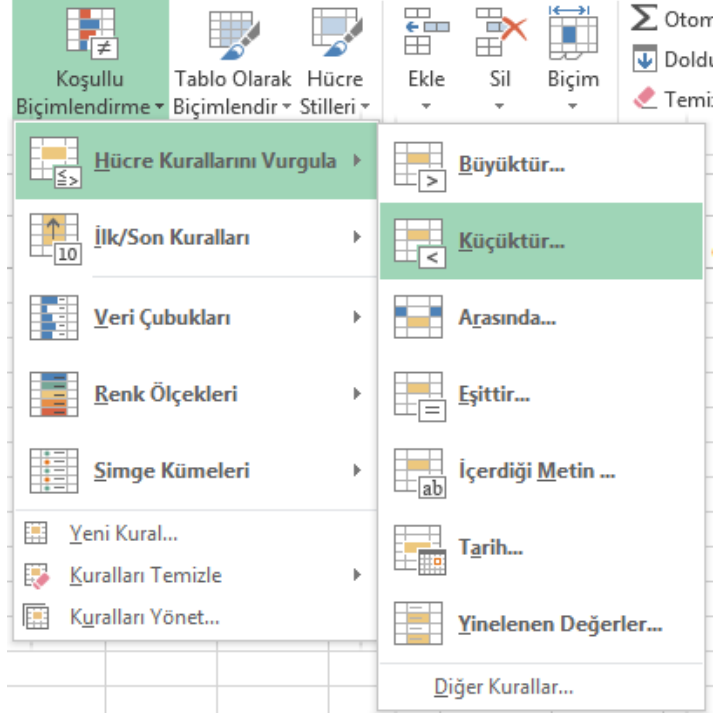 Koşullu
Biçimlendirme
Tablo Olarak
Biçimlendir
Hücre
Stilleri
Ekle
Sil
Biçim
Σ Otom
Doldu
Temiz
Hücre Kurallarını Vurgula
İlk/Son Kuralları
10
Veri Çubukları
Renk Ölçekleri
Simge Kümeleri
Yeni Kural...
Kuralları Temizle
Kuralları Yönet...
Büyüktür...
>
Küçüktür...
<
Arasında...
Eşittir...
=
İçerdiği Metin ...
ab
Tarih...
Yinelenen Değerler...
Diğer Kurallar...